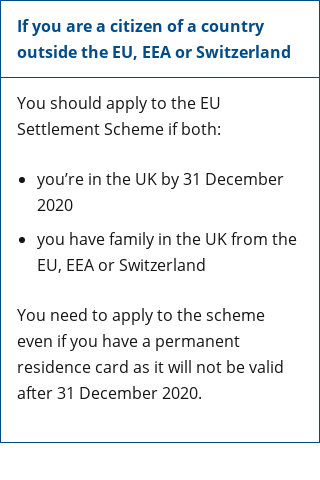 If you are a citizen of a country
outside the EU, EEA or Switzerland
You should apply to the EU
Settlement Scheme if both:
• you’re in the UK by 31 December
2020
• you have family in the UK from the
EU, EEA or Switzerland
You need to apply to the scheme
even if you have a permanent
residence card as it will not be valid
after 31 December 2020.